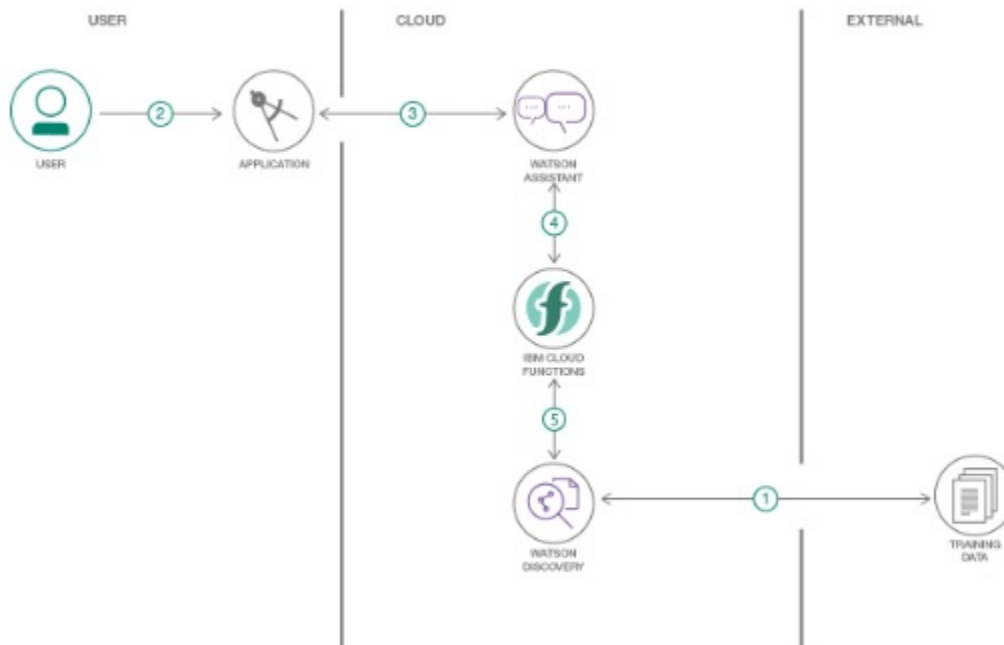 USER
CLOUD
EXTERNAL
2
3
USER
APPLICATION
WATSON
ASSISTANT
4
IBM CLOUD
FUNCTIONS
5
1
WATSON
DISCOVERY
TRAINING
DATA